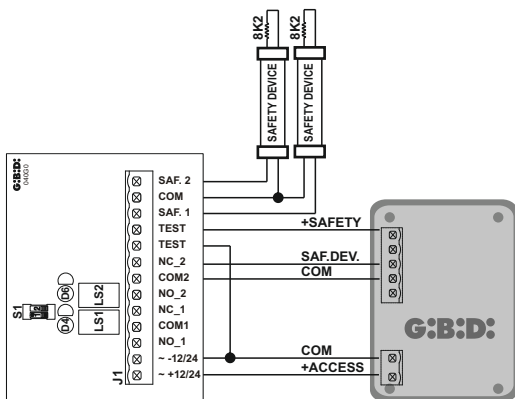 8K2
8K2
SAFETY DEVICE
SAFETY DEVICE
G:B:D:
04000
SAF. 2
COM
SAF. 1
TEST
TEST
NC_2
COM2
NO_2
NC_1
COM1
NO_1
~ -12/24
~ +12/24
J1
S1
D6
LS2
D4
LS1
+SAFETY
SAF.DEV.
COM
G:B:D:
COM
+ACCESS